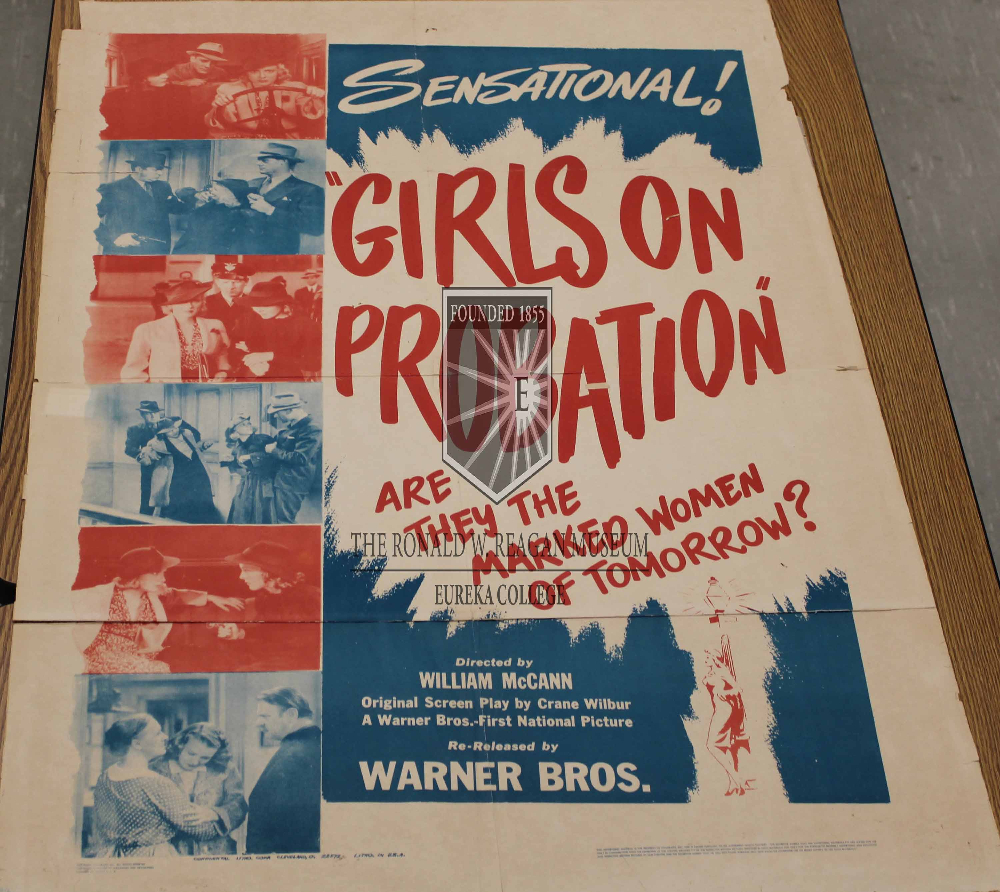 SENSATIONAL!
"GIRLS ON
PROBATION"
FOUNDED 1855
E
ARE
THEY THE
MARKED WOMEN
OF TOMORROW?
THE RONALD W. REAGAN MUSEUM
EUREKA COLLEGE
Directed by
WILLIAM McCANN
Original Screen Play by Crane Wilbur
A Warner Bros.-First National Picture
Re-Released by
WARNER BROS.